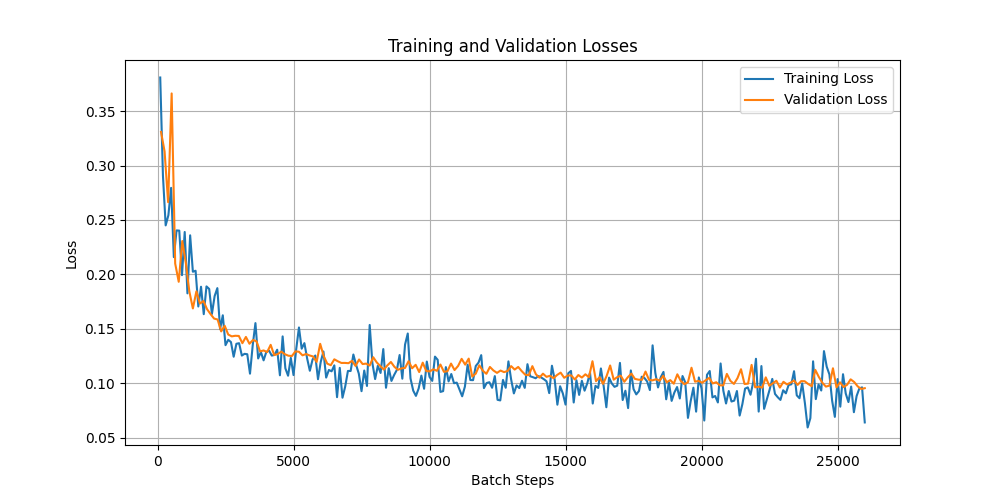 Training and Validation Losses
Training Loss
Validation Loss
0.35
0.30
0.25
0.20
0.15
0.10
0.05
Loss
0
5000
10000
15000
20000
25000
Batch Steps